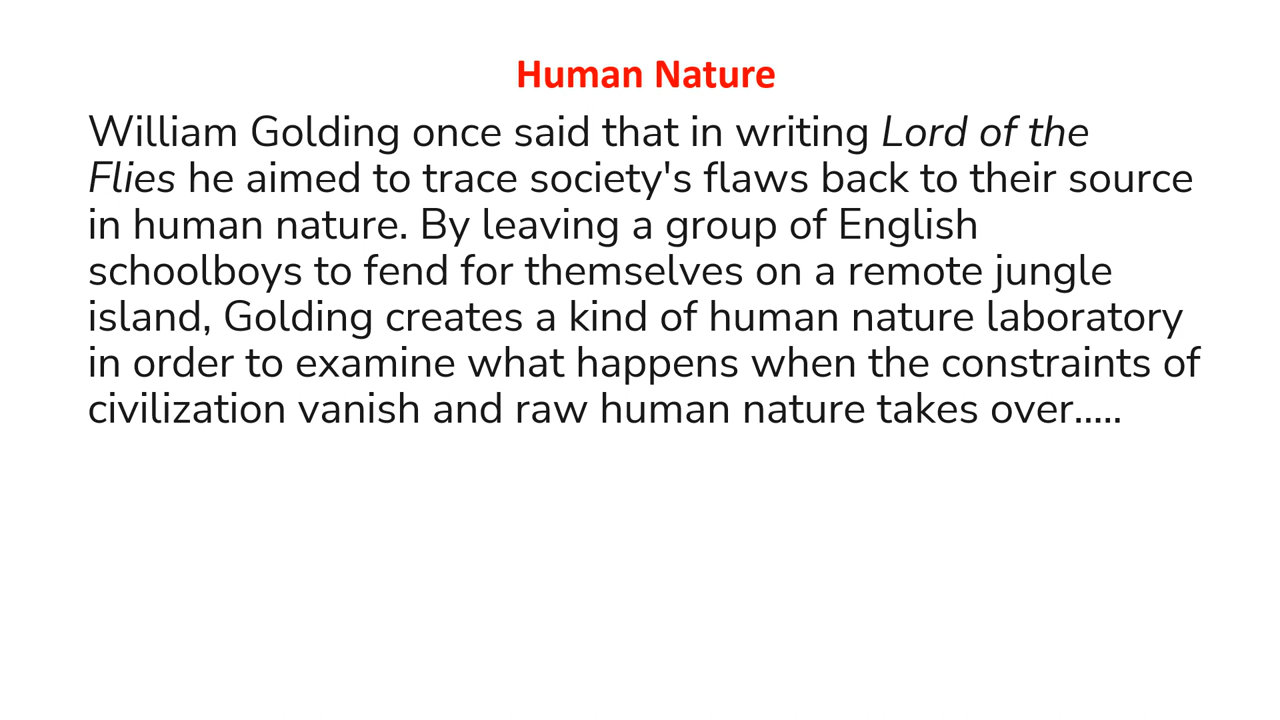 Human Nature
William Golding once said that in writing Lord of the
Flies he aimed to trace society's flaws back to their source
in human nature. By leaving a group of English
schoolboys to fend for themselves on a remote jungle
island, Golding creates a kind of human nature laboratory
in order to examine what happens when the constraints of
civilization vanish and raw human nature takes over.....